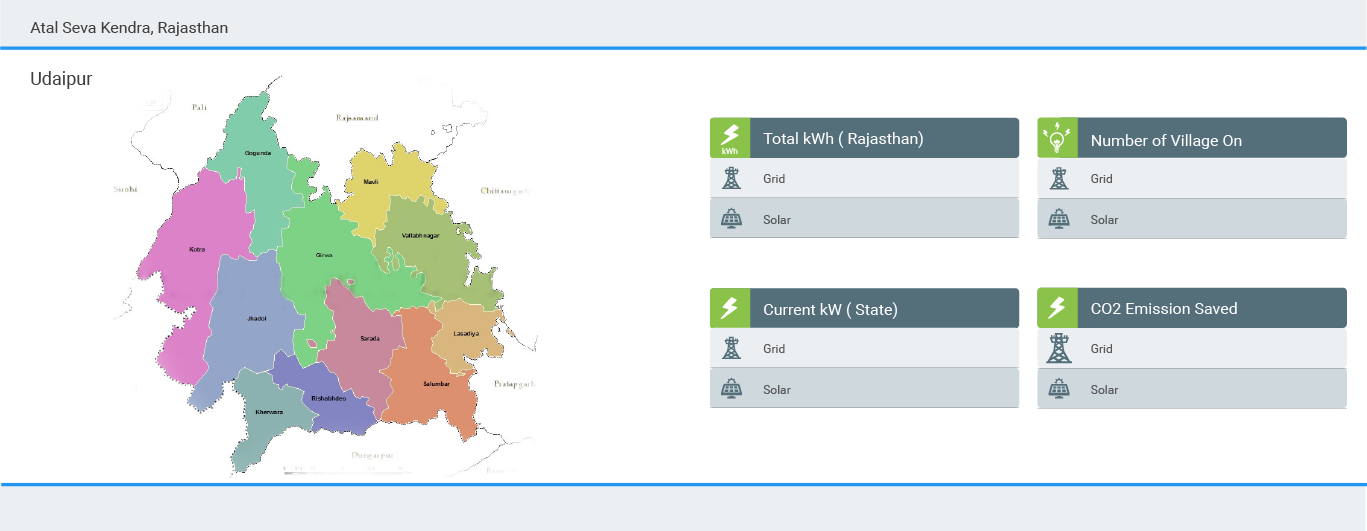 Atal Seva Kendra, Rajasthan
Udaipur
Pali
Rajsamand
Sirohi
Chittaurgarh
Gogunda
Mavli
Kotra
Vallabhnagar
Girwa
Jhadol
Sarada
Lasadiya
Salumbar
Pratapgarh
Rishabhdeo
Kherwara
Dungarpur
kWh
Total kWh ( Rajasthan)
Grid
Solar
Number of Village On
Grid
Solar
Current kW ( State)
Grid
Solar
CO2 Emission Saved
Grid
Solar